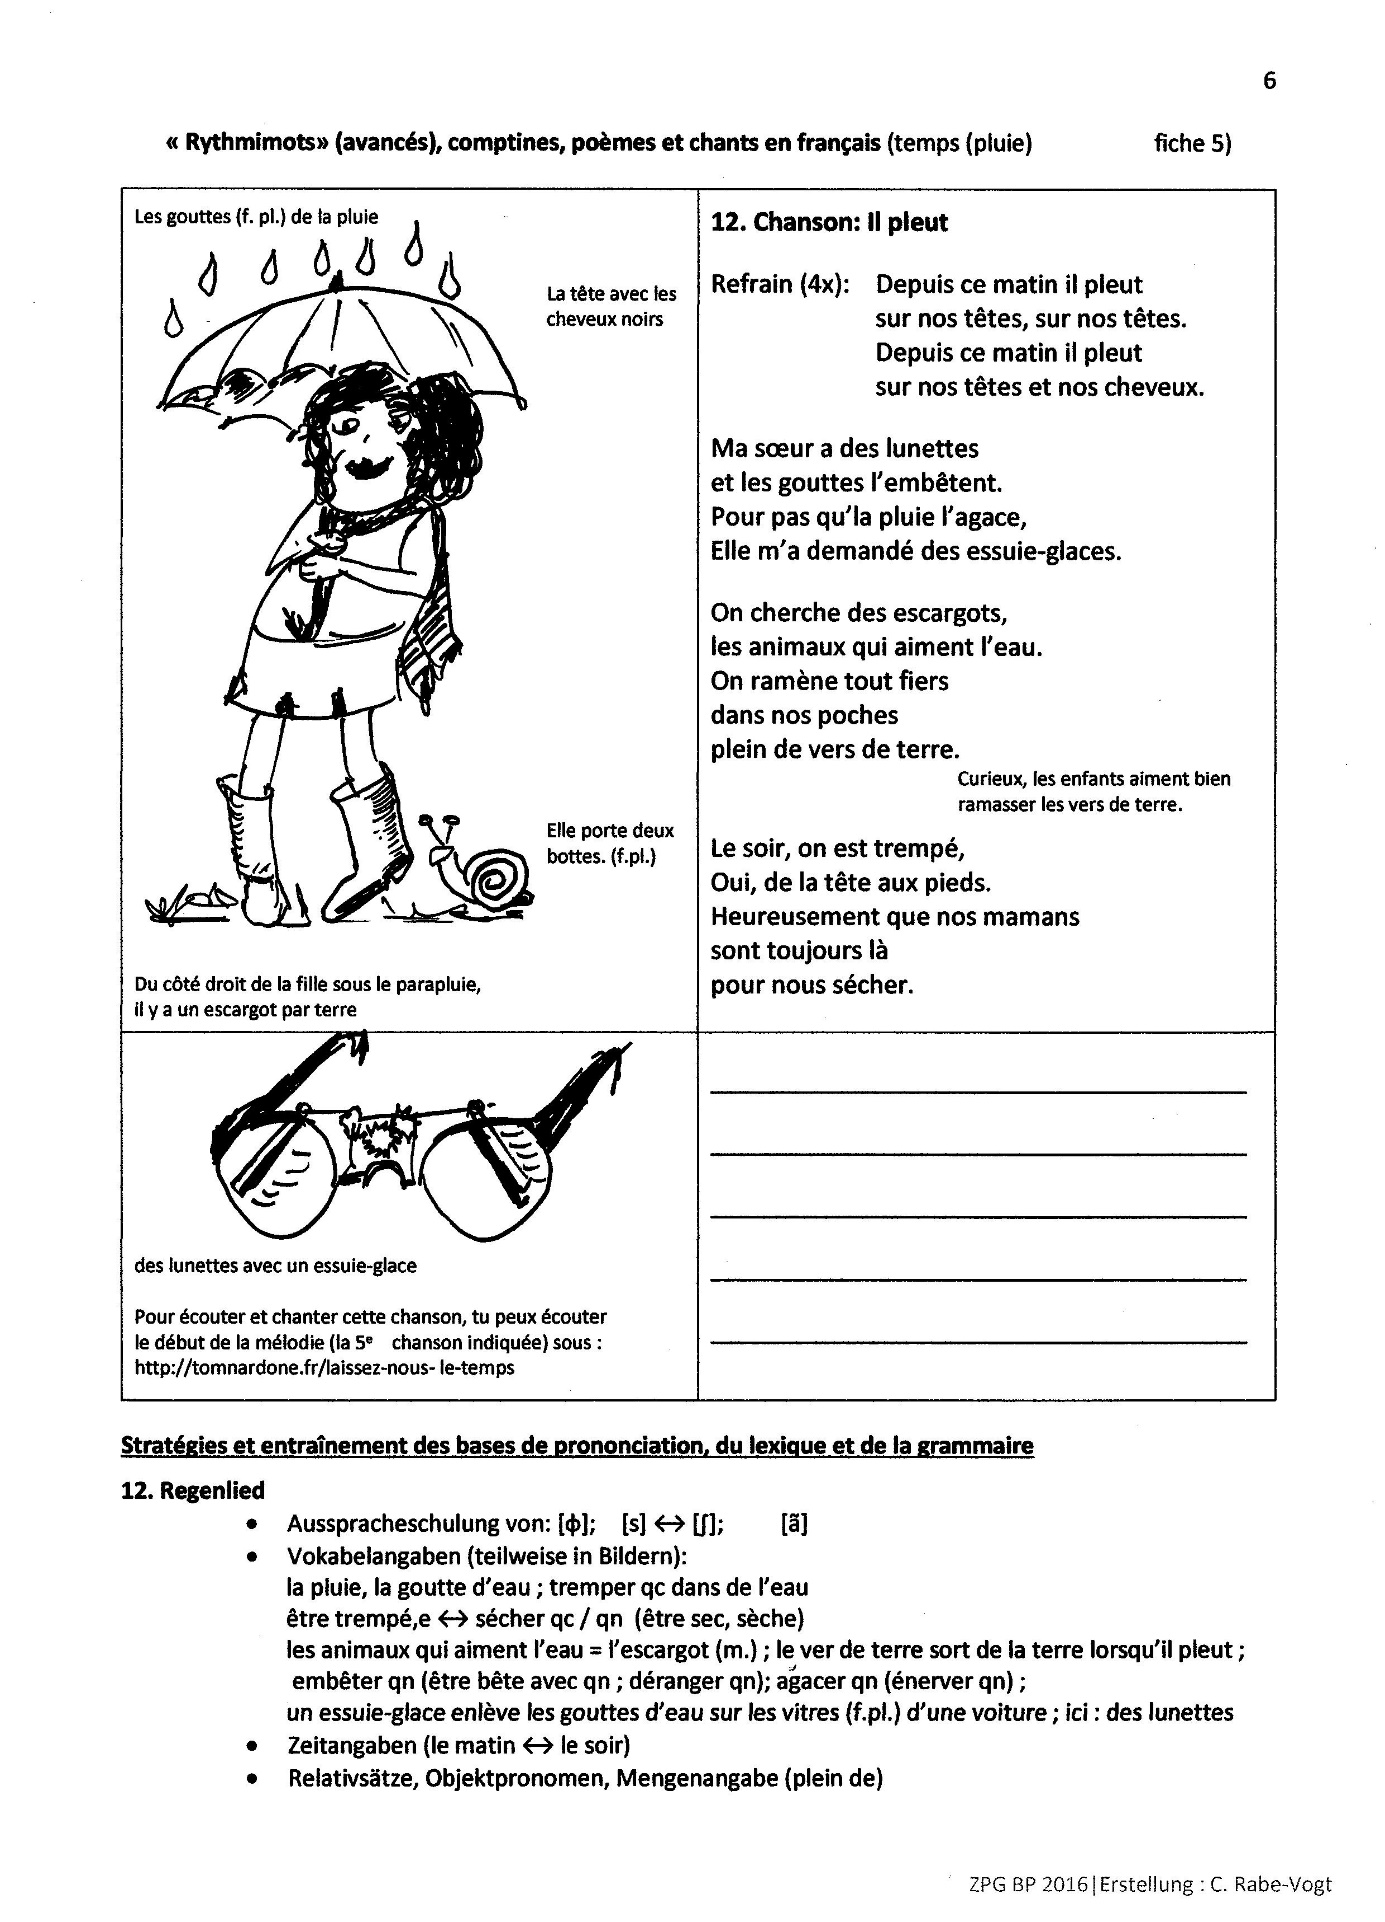 6
« Rythmimots» (avancés), comptines, poèmes et chants en français (temps (pluie) fiche 5)
Les gouttes (f. pl.) de la pluie
La tête avec les
cheveux noirs
Elle porte deux
bottes. (f.pl.)
Du côté droit de la fille sous le parapluie,
il y a un escargot par terre
12. Chanson: Il pleut
Refrain (4x): Depuis ce matin il pleut
sur nos têtes, sur nos têtes.
Depuis ce matin il pleut
sur nos têtes et nos cheveux.
Ma sœur a des lunettes
et les gouttes l'embêtent.
Pour pas qu'la pluie l'agace,
Elle m'a demandé des essuie-glaces.
On cherche des escargots,
les animaux qui aiment l'eau.
On ramène tout fiers
dans nos poches
plein de vers de terre.
Curieux, les enfants aiment bien
ramasser les vers de terre.
Le soir, on est trempé,
Oui, de la tête aux pieds.
Heureusement que nos mamans
sont toujours là
pour nous sécher.
des lunettes avec un essuie-glace
Pour écouter et chanter cette chanson, tu peux écouter
le début de la mélodie (la 5e chanson indiquée) sous :
http://tomnardone.fr/laissez-nous- le-temps
Stratégies et entraînement des bases de prononciation, du lexique et de la grammaire
12. Regenlied
• Ausspracheschulung von: [ɸ]; [s] ↔ [ʃ]; [ã]
• Vokabelangaben (teilweise in Bildern):
la pluie, la goutte d'eau ; tremper qc dans de l'eau
être trempé,e ↔ sécher qc / qn (être sec, sèche)
les animaux qui aiment l'eau = l'escargot (m.) ; le ver de terre sort de la terre lorsqu'il pleut ;
embêter qn (être bête avec qn ; déranger qn); agacer qn (énerver qn) ;
un essuie-glace enlève les gouttes d'eau sur les vitres (f.pl.) d'une voiture ; ici : des lunettes
• Zeitangaben (le matin ↔ le soir)
• Relativsätze, Objektpronomen, Mengenangabe (plein de)
ZPG BP 2016|Erstellung : C. Rabe-Vogt